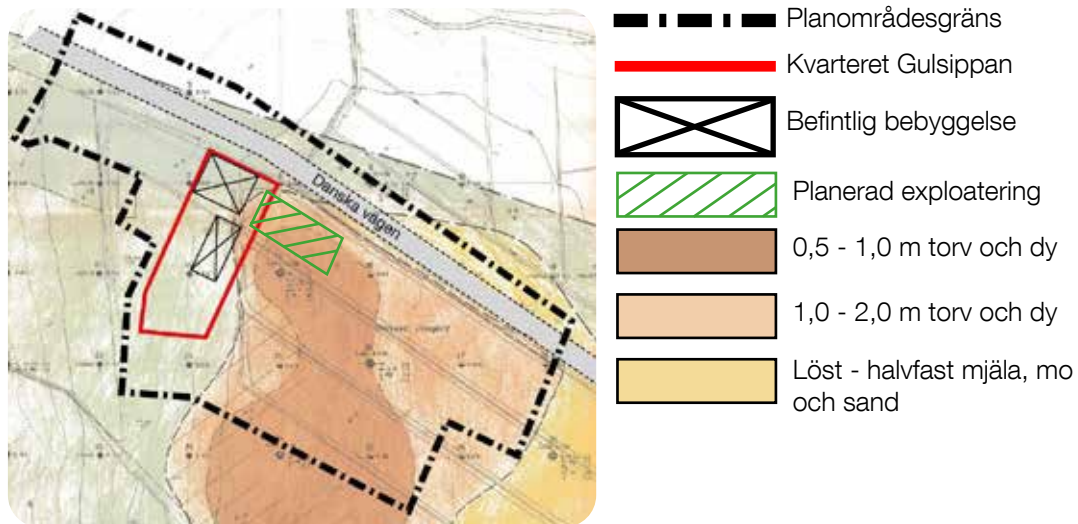 Danska vägen
Planområdesgräns
Kvarteret Gulsippan
Befintlig bebyggelse
Planerad exploatering
0,5 - 1,0 m torv och dy
1,0 - 2,0 m torv och dy
Löst - halvfast mjäla, mo
och sand